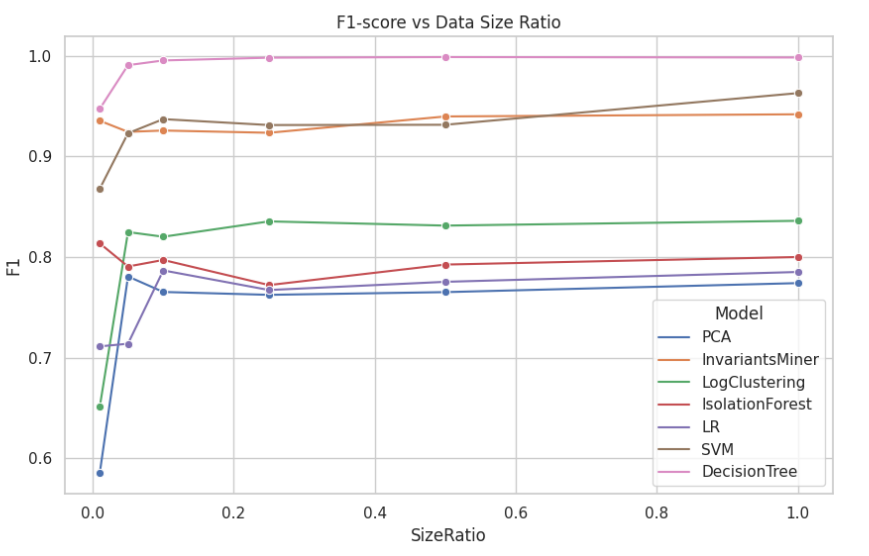 F1-score vs Data Size Ratio
1.0
0.9
0.8
0.7
0.6
F1
Model
PCA
InvariantsMiner
LogClustering
IsolationForest
LR
SVM
DecisionTree
0.0 0.2 0.4 0.6 0.8 1.0
SizeRatio